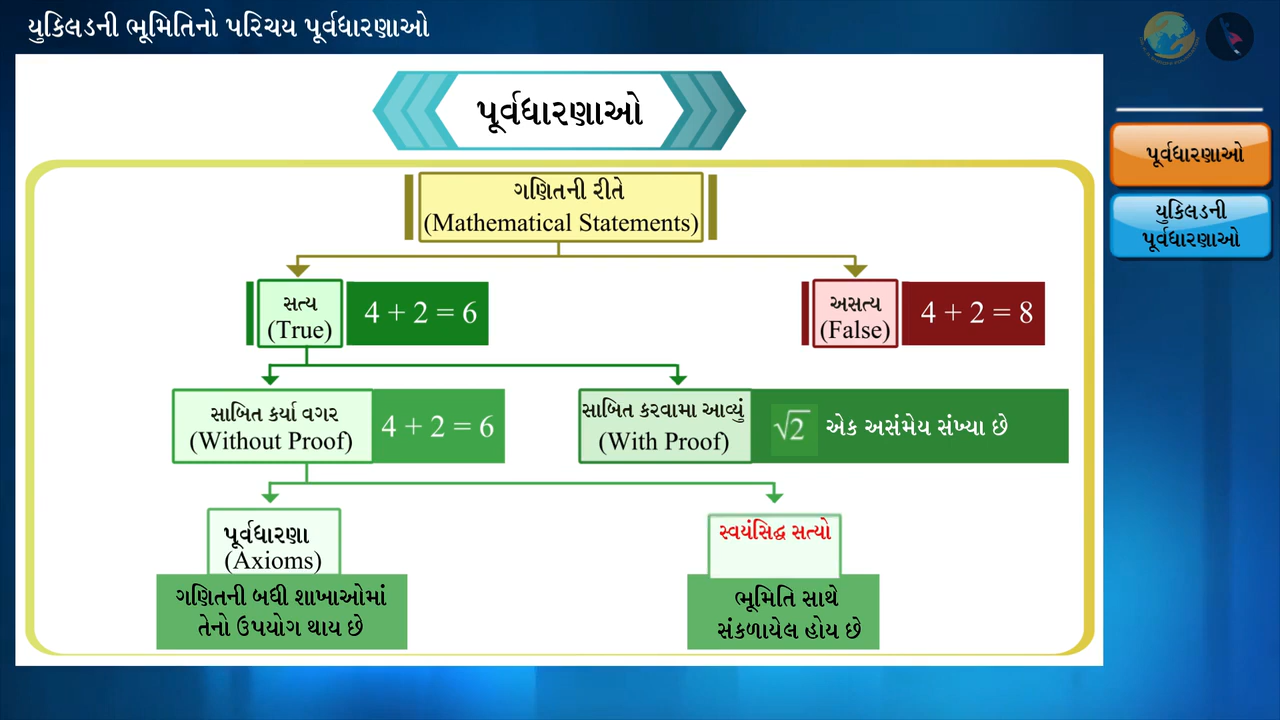 યુક્લિડની ભૂમિતિનો પરિચય પૂર્વધારણાઓ
પૂર્વધારણાઓ
ગણિતની રીતે
(Mathematical Statements)
સત્ય
(True)
4 + 2 = 6
અસત્ય
(False)
4 + 2 = 8
સાબિત કર્યા વગર
(Without Proof)
4 + 2 = 6
સાબિત કરવામા આવ્યું
(With Proof)
√2 એક અસંમેય સંખ્યા છે
પૂર્વધારણા
(Axioms)
ગણિતની બધી શાખાઓમાં
તેનો ઉપયોગ થાય છે
સ્વયંસિદ્ધ સત્યો
ભૂમિતિ સાથે
સંકળાયેલ હોય છે
પૂર્વધારણાઓ
યુક્લિડની
પૂર્વધારણાઓ